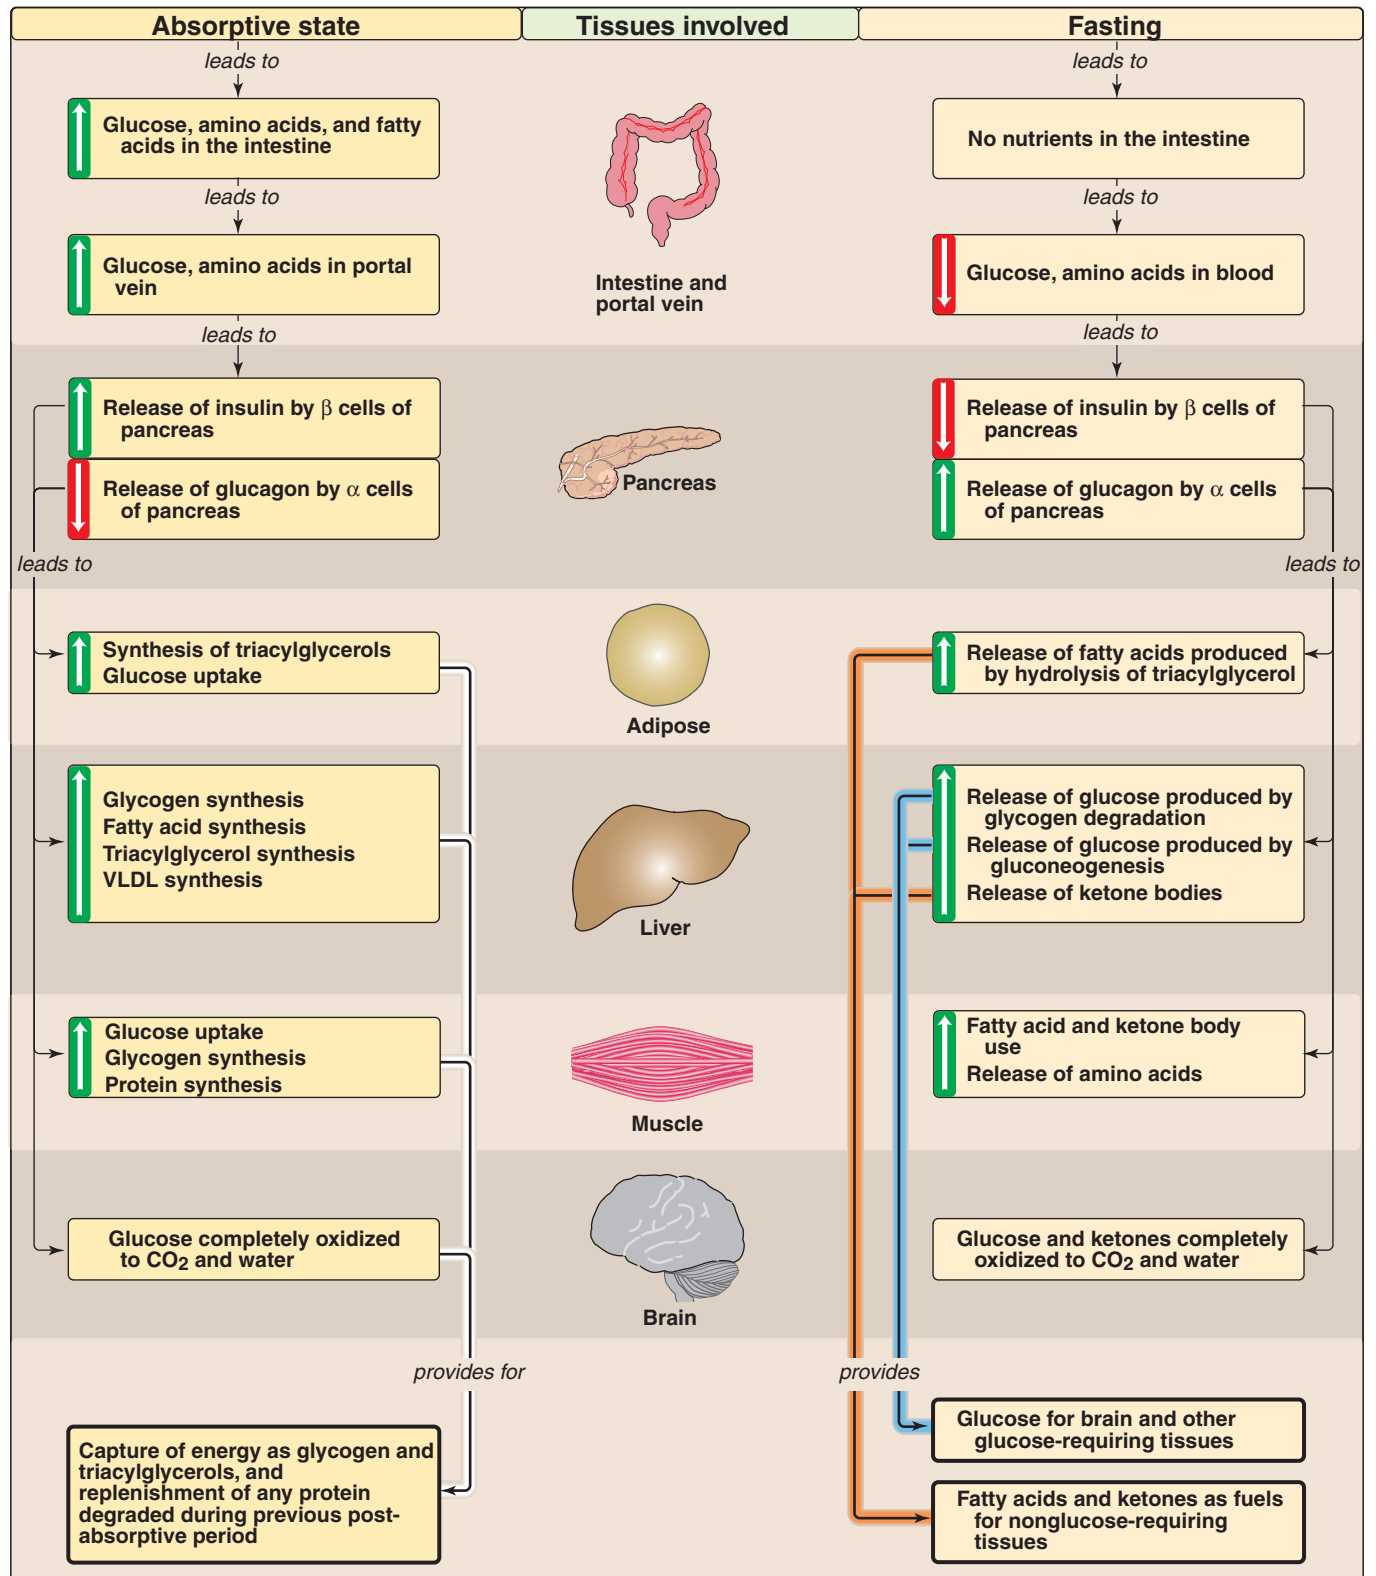 Absorptive state
Tissues involved
Fasting
leads to
Glucose, amino acids, and fatty
acids in the intestine
leads to
Glucose, amino acids in portal
vein
leads to
Release of insulin by β cells of
pancreas
Release of glucagon by α cells
of pancreas
leads to
Synthesis of triacylglycerols
Glucose uptake
Glycogen synthesis
Fatty acid synthesis
Triacylglycerol synthesis
VLDL synthesis
Glucose uptake
Glycogen synthesis
Protein synthesis
Glucose completely oxidized
to CO2 and water
provides for
Capture of energy as glycogen and
triacylglycerols, and
replenishment of any protein
degraded during previous post-
absorptive period
Intestine and
portal vein
Pancreas
Adipose
Liver
Muscle
Brain
leads to
No nutrients in the intestine
leads to
Glucose, amino acids in blood
leads to
Release of insulin by β cells of
pancreas
Release of glucagon by α cells
of pancreas
leads to
Release of fatty acids produced
by hydrolysis of triacylglycerol
Release of glucose produced by
glycogen degradation
Release of glucose produced by
gluconeogenesis
Release of ketone bodies
Fatty acid and ketone body
use
Release of amino acids
Glucose and ketones completely
oxidized to CO2 and water
provides
Glucose for brain and other
glucose-requiring tissues
Fatty acids and ketones as fuels
for nonglucose-requiring
tissues